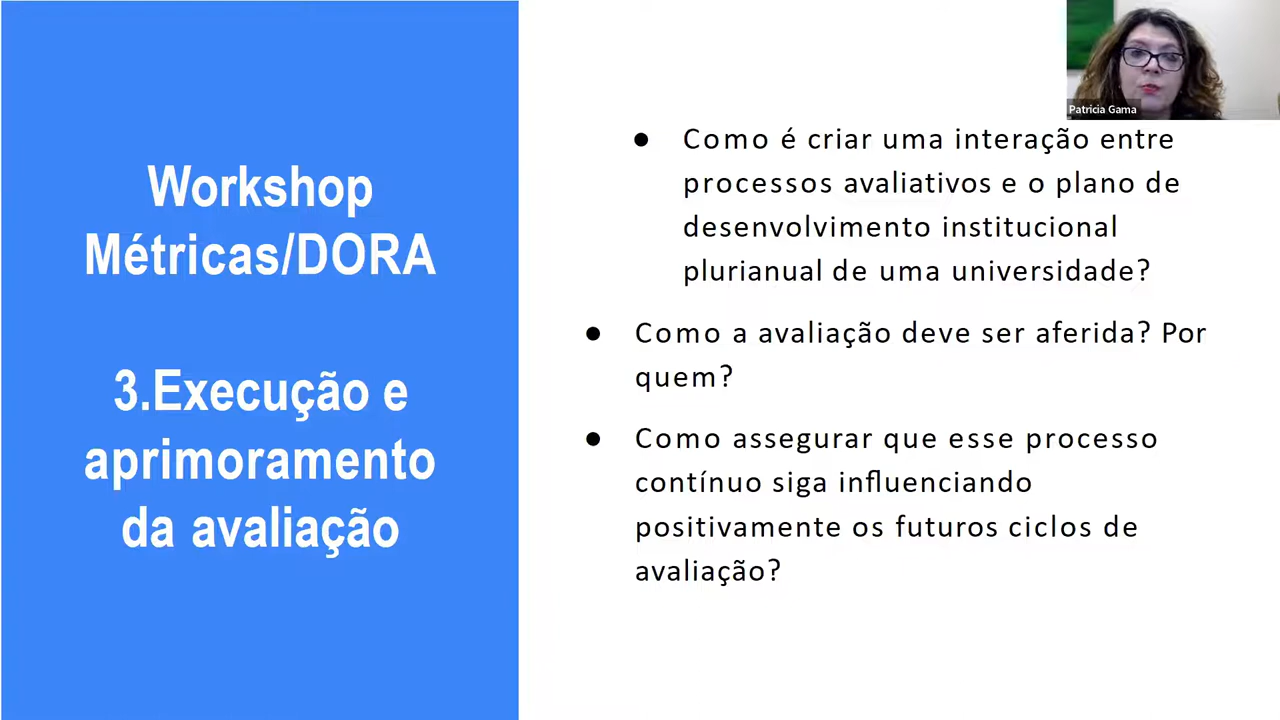 Workshop
Métricas/DORA
3.Execução e
aprimoramento
da avaliação
Patricia Gama
● Como é criar uma interação entre
processos avaliativos e o plano de
desenvolvimento institucional
plurianual de uma universidade?
● Como a avaliação deve ser aferida? Por
quem?
● Como assegurar que esse processo
contínuo siga influenciando
positivamente os futuros ciclos de
avaliação?